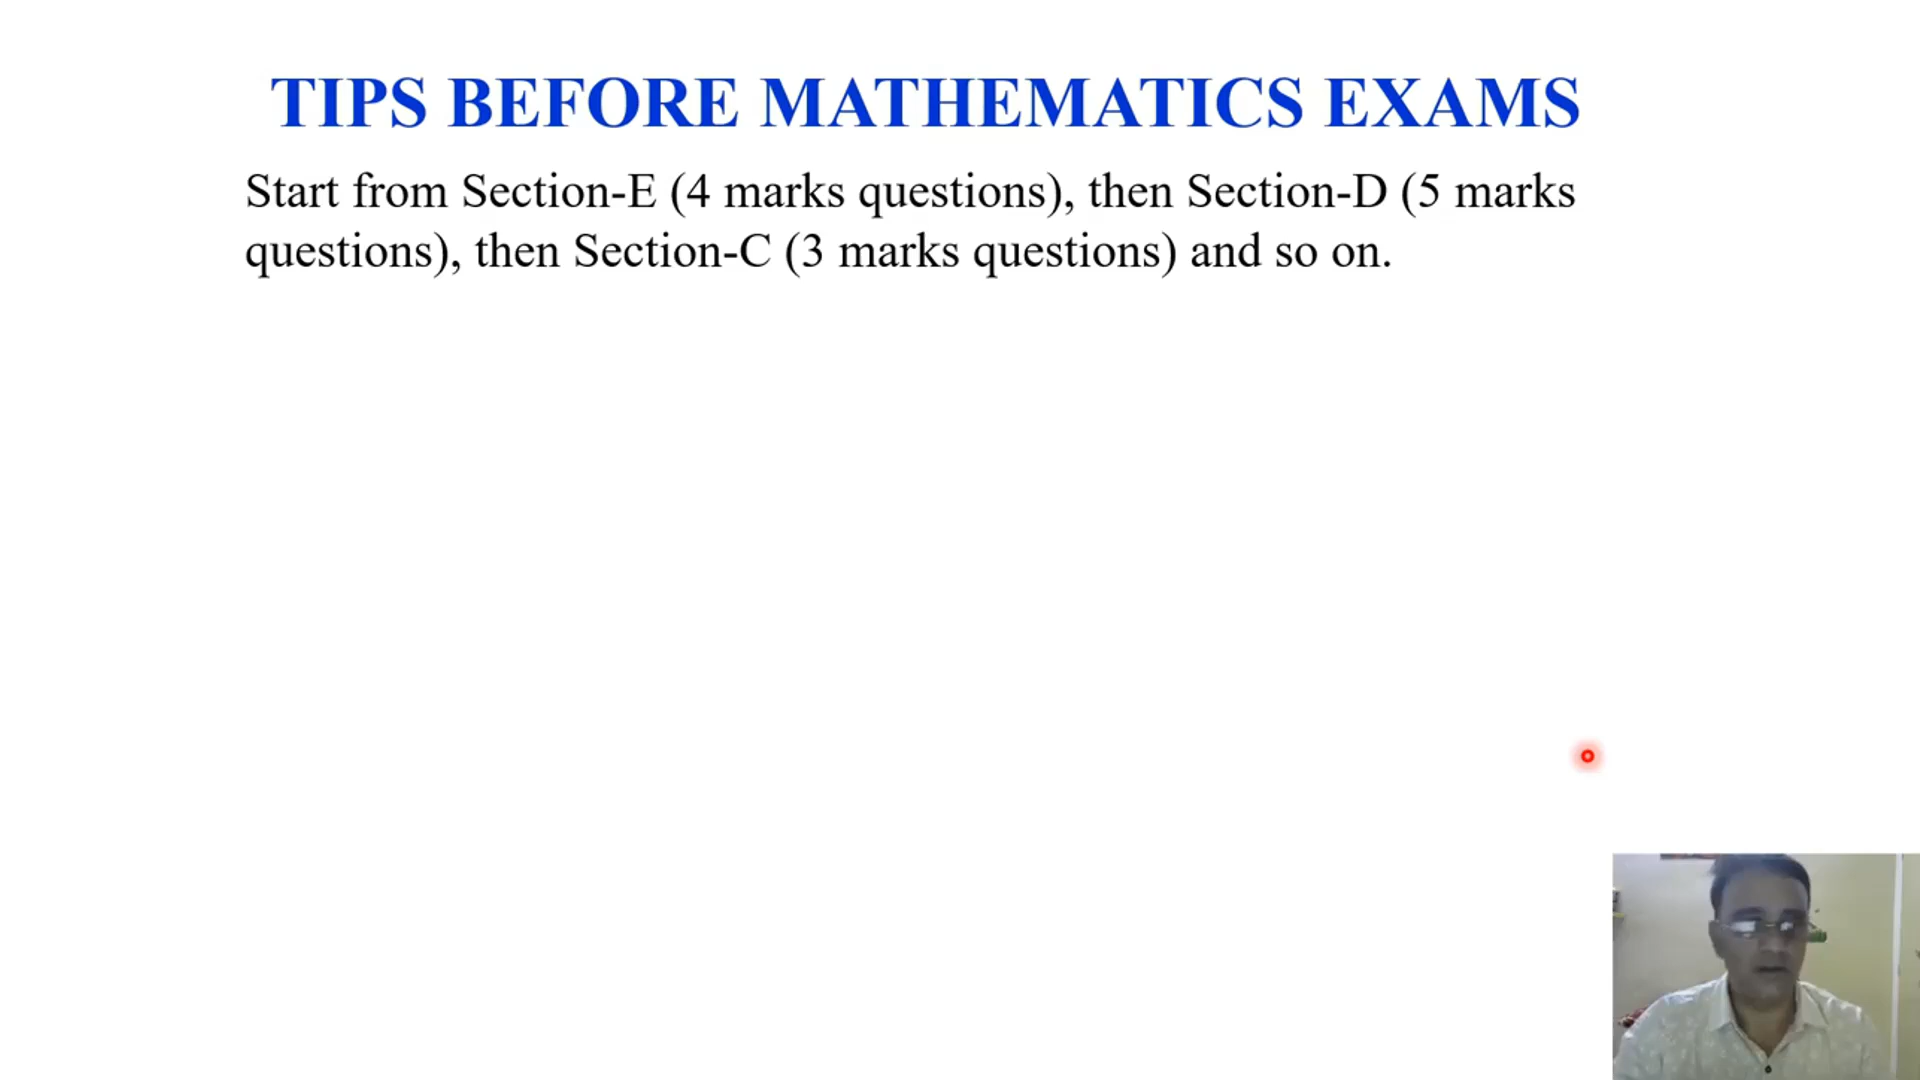 TIPS BEFORE MATHEMATICS EXAMS
Start from Section-E (4 marks questions), then Section-D (5 marks
questions), then Section-C (3 marks questions) and so on.